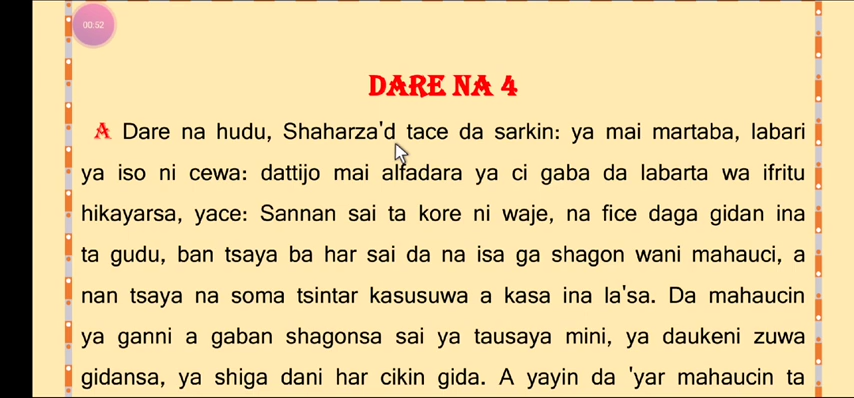 00:52
DARE NA 4
A Dare na hudu, Shaharza'd tace da sarkin: ya mai martaba, labari
ya iso ni cewa: dattijo mai alfadara ya ci gaba da labarta wa ifritu
hikayarsa, yace: Sannan sai ta kore ni waje, na fice daga gidan ina
ta gudu, ban tsaya ba har sai da na isa ga shagon wani mahauci, a
nan tsaya na soma tsintar kasusuwa a kasa ina la'sa. Da mahaucin
ya ganni a gaban shagonsa sai ya tausaya mini, ya daukeni zuwa
gidansa, ya shiga dani har cikin gida. A yayin da 'yar mahaucin ta